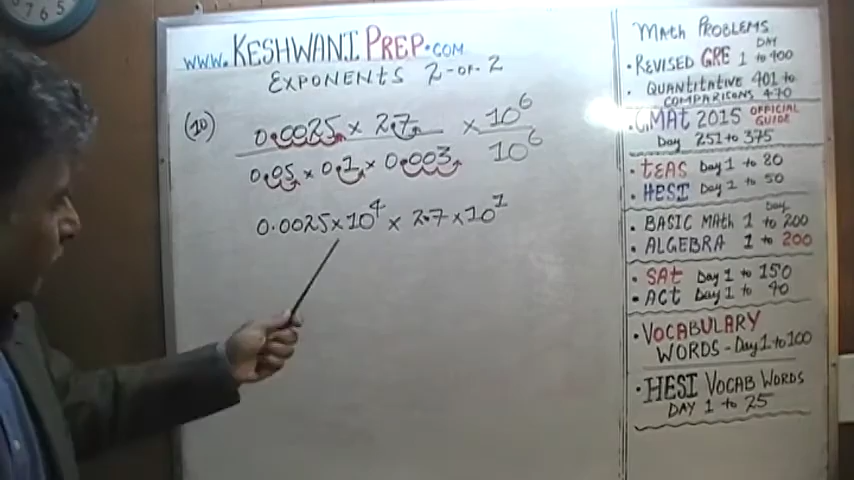 www.KESHWANI PREP.COM
EXPONENTS 2-OF-2
(10) 0.0025 × 2.7 × 10^6
0.05 × 0.1 × 0.003 10^6
0.0025×10^4 × 2.7×10^1
MATH PROBLEMS
• REVISED GRE DAY 1 to 400
• QUANTITATIVE 401 to
COMPARISONS 470
• GMAt 2015 OFFICIAL GUIDE
Day 251 to 375
• tEAS Day 1 to 80
• HESI Day 1 to 50
Day
• BASIC MAtH 1 to 200
• ALGEBRA 1 to 200
• SAt Day 1 to 150
• ACt Day 1 to 90
• VOCABULARY
WORDS - Day 1 to 100
• HESI VOCAB WORDS
DAY 1 to 25
7 6 5